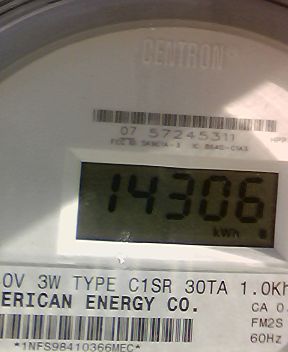 CENTRON
07 57245311
14306
kWh
0V 3W TYPE C1SR 30TA 1.0Kh
ERICAN ENERGY CO.
CA 0.
FM2S
60Hz
*1NFS98410366MEC*